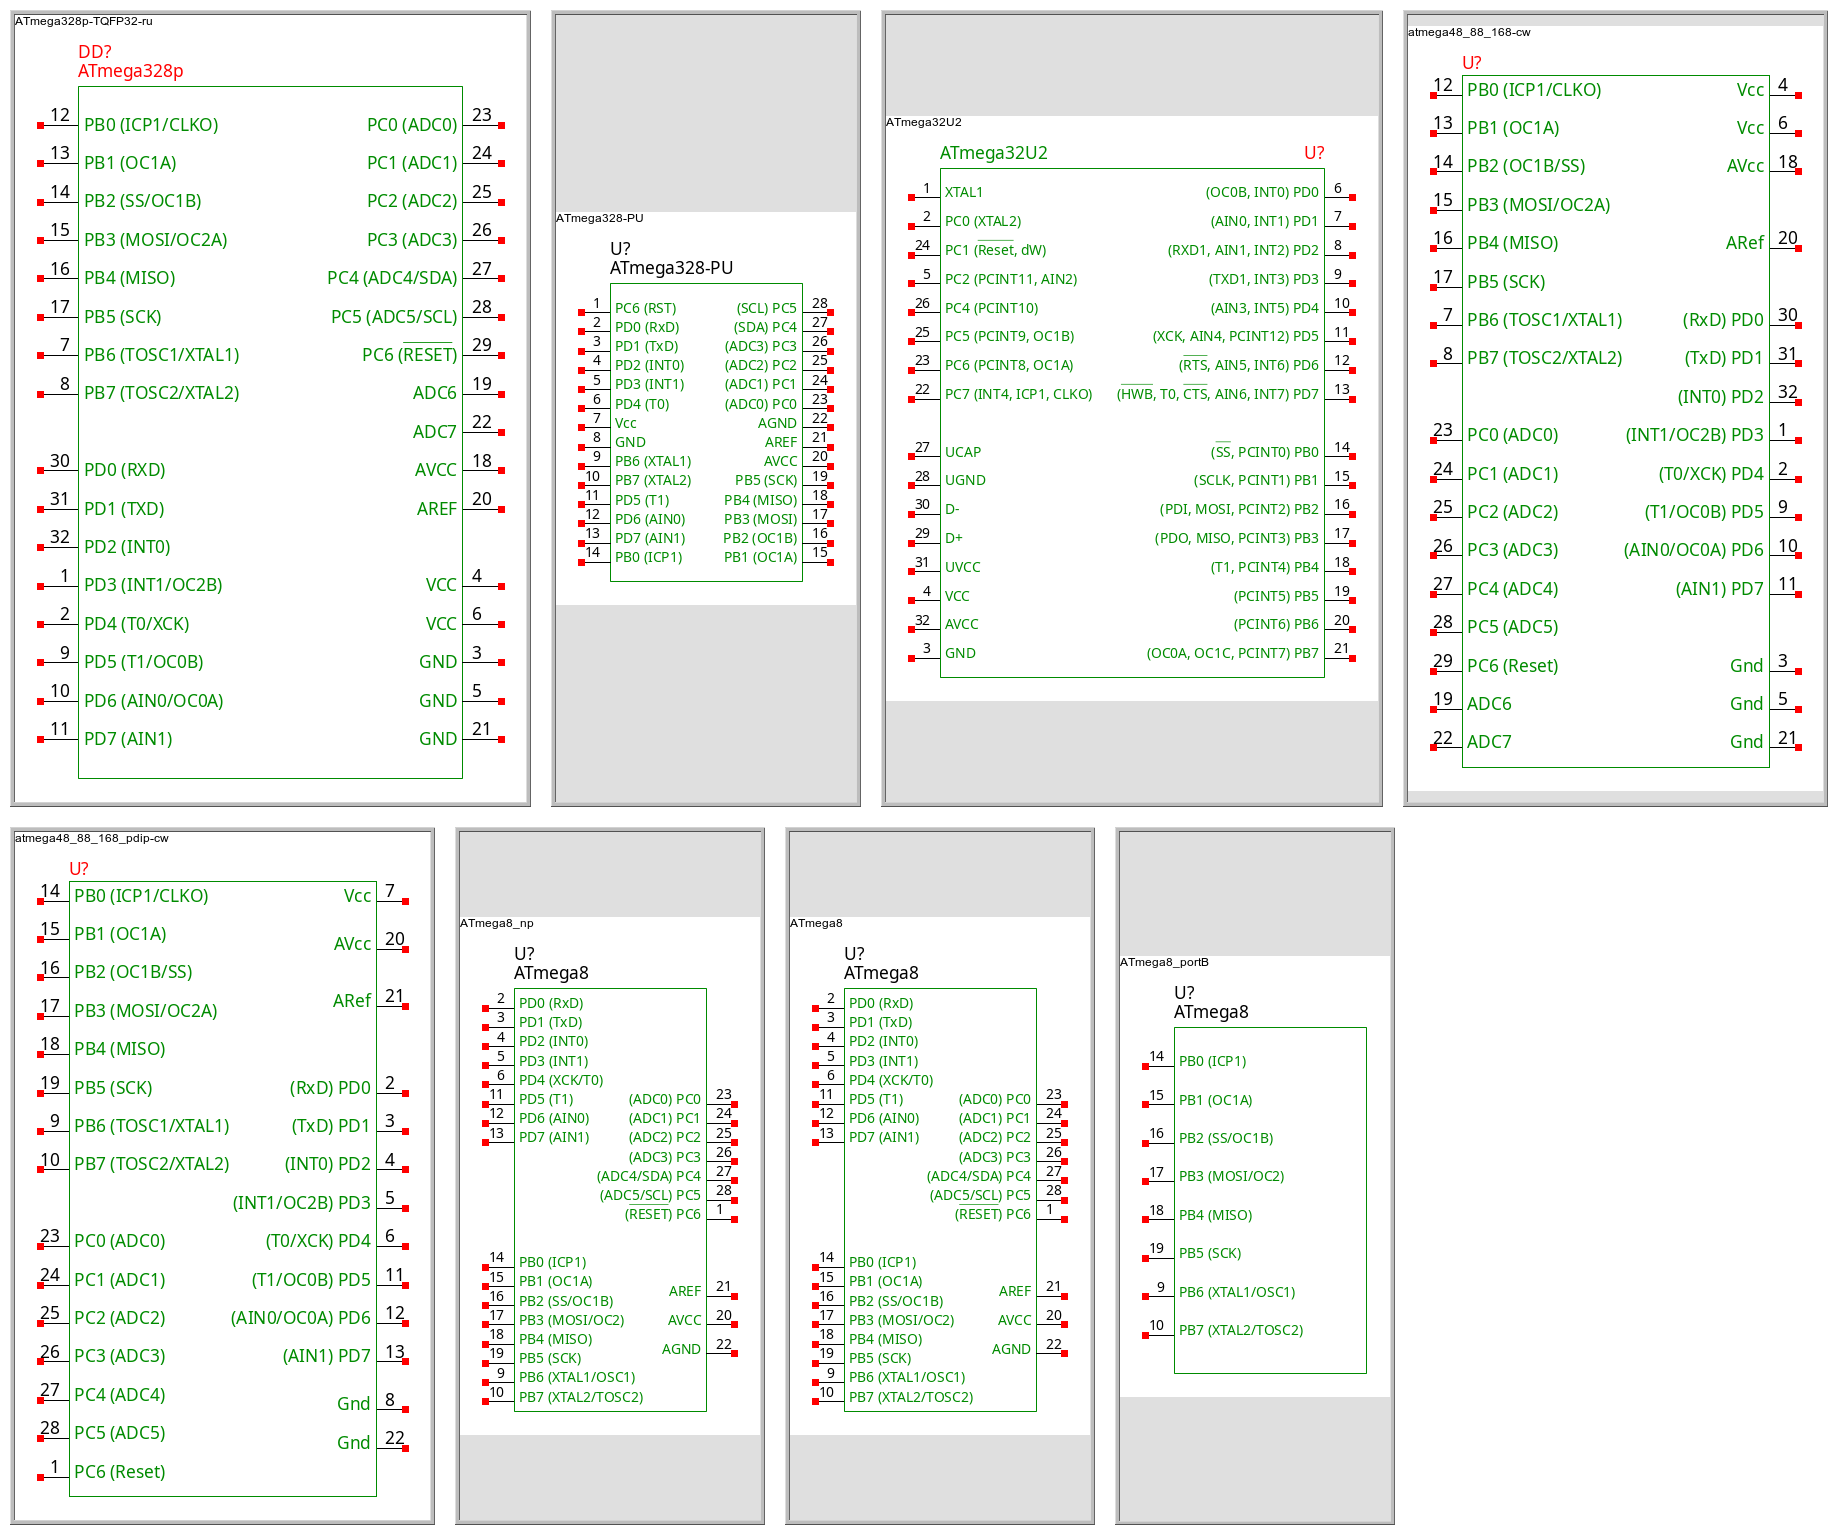 ATmega328p-TQFP32-ru
DD?
ATmega328p
12 PB0 (ICP1/CLKO) PC0 (ADC0) 23
13 PB1 (OC1A) PC1 (ADC1) 24
14 PB2 (SS/OC1B) PC2 (ADC2) 25
15 PB3 (MOSI/OC2A) PC3 (ADC3) 26
16 PB4 (MISO) PC4 (ADC4/SDA) 27
17 PB5 (SCK) PC5 (ADC5/SCL) 28
7 PB6 (TOSC1/XTAL1) PC6 (RESET) 29
8 PB7 (TOSC2/XTAL2) ADC6 19
ADC7 22
30 PD0 (RXD) AVCC 18
31 PD1 (TXD) AREF 20
32 PD2 (INT0)
1 PD3 (INT1/OC2B) VCC 4
2 PD4 (T0/XCK) VCC 6
9 PD5 (T1/OC0B) GND 3
10 PD6 (AIN0/OC0A) GND 5
11 PD7 (AIN1) GND 21
ATmega328-PU
U?
ATmega328-PU
1 PC6 (RST) (SCL) PC5 28
2 PD0 (RxD) (SDA) PC4 27
3 PD1 (TxD) (ADC3) PC3 26
4 PD2 (INT0) (ADC2) PC2 25
5 PD3 (INT1) (ADC1) PC1 24
6 PD4 (T0) (ADC0) PC0 23
7 Vcc AGND 22
8 GND AREF 21
9 PB6 (XTAL1) AVCC 20
10 PB7 (XTAL2) PB5 (SCK) 19
11 PD5 (T1) PB4 (MISO) 18
12 PD6 (AIN0) PB3 (MOSI) 17
13 PD7 (AIN1) PB2 (OC1B) 16
14 PB0 (ICP1) PB1 (OC1A) 15
ATmega32U2
ATmega32U2 U?
1 XTAL1 (OC0B, INT0) PD0 6
2 PC0 (XTAL2) (AIN0, INT1) PD1 7
24 PC1 (Reset, dW) (RXD1, AIN1, INT2) PD2 8
5 PC2 (PCINT11, AIN2) (TXD1, INT3) PD3 9
26 PC4 (PCINT10) (AIN3, INT5) PD4 10
25 PC5 (PCINT9, OC1B) (XCK, AIN4, PCINT12) PD5 11
23 PC6 (PCINT8, OC1A) (RTS, AIN5, INT6) PD6 12
22 PC7 (INT4, ICP1, CLKO) (HWB, T0, CTS, AIN6, INT7) PD7 13
27 UCAP (SS, PCINT0) PB0 14
28 UGND (SCLK, PCINT1) PB1 15
30 D- (PDI, MOSI, PCINT2) PB2 16
29 D+ (PDO, MISO, PCINT3) PB3 17
31 UVCC (T1, PCINT4) PB4 18
4 VCC (PCINT5) PB5 19
32 AVCC (PCINT6) PB6 20
3 GND (OC0A, OC1C, PCINT7) PB7 21
atmega48_88_168-cw
U?
12 PB0 (ICP1/CLKO) Vcc 4
13 PB1 (OC1A) Vcc 6
14 PB2 (OC1B/SS) AVcc 18
15 PB3 (MOSI/OC2A)
16 PB4 (MISO) ARef 20
17 PB5 (SCK)
7 PB6 (TOSC1/XTAL1) (RxD) PD0 30
8 PB7 (TOSC2/XTAL2) (TxD) PD1 31
(INT0) PD2 32
23 PC0 (ADC0) (INT1/OC2B) PD3 1
24 PC1 (ADC1) (T0/XCK) PD4 2
25 PC2 (ADC2) (T1/OC0B) PD5 9
26 PC3 (ADC3) (AIN0/OC0A) PD6 10
27 PC4 (ADC4) (AIN1) PD7 11
28 PC5 (ADC5)
29 PC6 (Reset) Gnd 3
19 ADC6 Gnd 5
22 ADC7 Gnd 21
atmega48_88_168_pdip-cw
U?
14 PB0 (ICP1/CLKO) Vcc 7
15 PB1 (OC1A)
AVcc 20
16 PB2 (OC1B/SS)
ARef 21
17 PB3 (MOSI/OC2A)
18 PB4 (MISO)
19 PB5 (SCK) (RxD) PD0 2
9 PB6 (TOSC1/XTAL1) (TxD) PD1 3
10 PB7 (TOSC2/XTAL2) (INT0) PD2 4
(INT1/OC2B) PD3 5
23 PC0 (ADC0) (T0/XCK) PD4 6
24 PC1 (ADC1) (T1/OC0B) PD5 11
25 PC2 (ADC2) (AIN0/OC0A) PD6 12
26 PC3 (ADC3) (AIN1) PD7 13
27 PC4 (ADC4)
Gnd 8
28 PC5 (ADC5)
Gnd 22
1 PC6 (Reset)
ATmega8_np
U?
ATmega8
2 PD0 (RxD)
3 PD1 (TxD)
4 PD2 (INT0)
5 PD3 (INT1)
6 PD4 (XCK/T0)
11 PD5 (T1) (ADC0) PC0 23
12 PD6 (AIN0) (ADC1) PC1 24
13 PD7 (AIN1) (ADC2) PC2 25
(ADC3) PC3 26
(ADC4/SDA) PC4 27
(ADC5/SCL) PC5 28
(RESET) PC6 1
14 PB0 (ICP1)
15 PB1 (OC1A)
AREF 21
16 PB2 (SS/OC1B)
17 PB3 (MOSI/OC2) AVCC 20
18 PB4 (MISO)
AGND 22
19 PB5 (SCK)
9 PB6 (XTAL1/OSC1)
10 PB7 (XTAL2/TOSC2)
ATmega8
U?
ATmega8
2 PD0 (RxD)
3 PD1 (TxD)
4 PD2 (INT0)
5 PD3 (INT1)
6 PD4 (XCK/T0)
11 PD5 (T1) (ADC0) PC0 23
12 PD6 (AIN0) (ADC1) PC1 24
13 PD7 (AIN1) (ADC2) PC2 25
(ADC3) PC3 26
(ADC4/SDA) PC4 27
(ADC5/SCL) PC5 28
(RESET) PC6 1
14 PB0 (ICP1)
15 PB1 (OC1A)
AREF 21
16 PB2 (SS/OC1B)
17 PB3 (MOSI/OC2) AVCC 20
18 PB4 (MISO)
AGND 22
19 PB5 (SCK)
9 PB6 (XTAL1/OSC1)
10 PB7 (XTAL2/TOSC2)
ATmega8_portB
U?
ATmega8
14 PB0 (ICP1)
15 PB1 (OC1A)
16 PB2 (SS/OC1B)
17 PB3 (MOSI/OC2)
18 PB4 (MISO)
19 PB5 (SCK)
9 PB6 (XTAL1/OSC1)
10 PB7 (XTAL2/TOSC2)